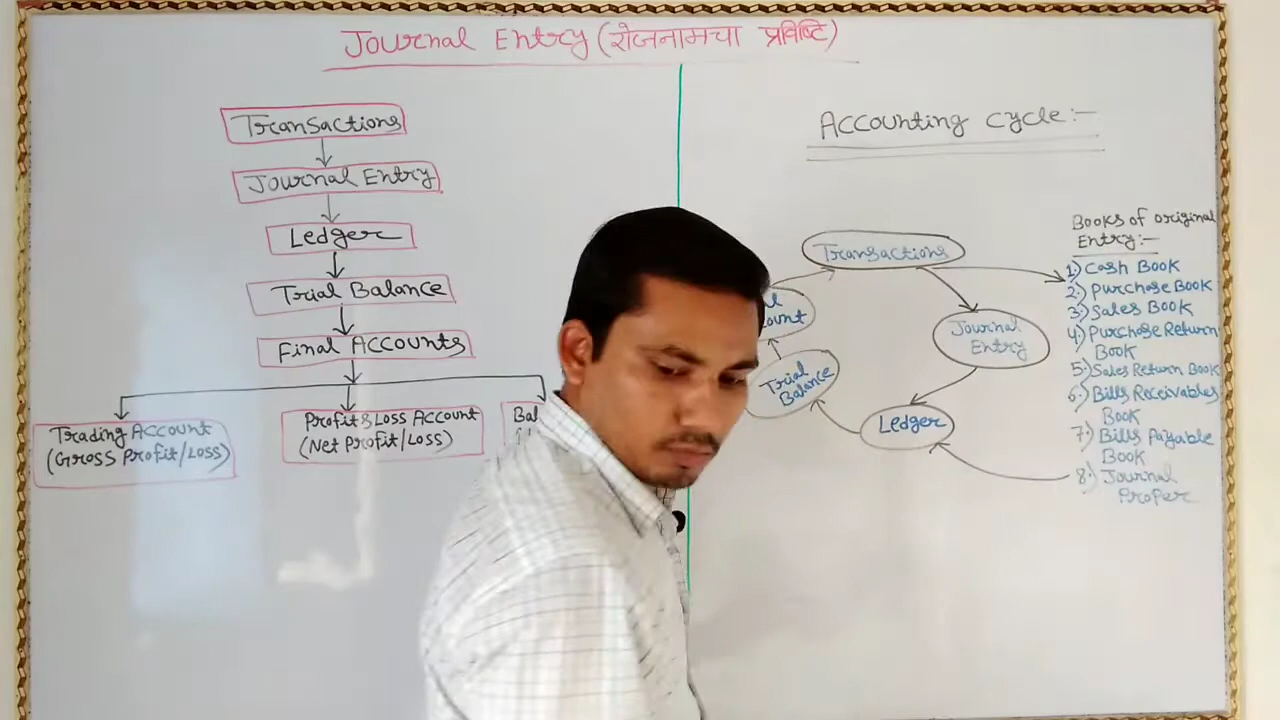 Journal Entry (रोजनामचा प्रविष्टि)
Transactions
Journal Entry
Ledger
Trial Balance
Final Accounts
Trading Account
(Gross Profit/Loss)
Profit & Loss Account
(Net Profit/Loss)
Accounting cycle:-
Transactions
Journal
Entry
Ledger
Trial
Balance
Books of original
Entry:-
1.) Cash Book
2.) Purchase Book
3.) Sales Book
4.) Purchase Return
Book
5.) Sales Return Book
6.) Bills Receivables
Book
7.) Bills Payable
Book
8.) Journal
Proper